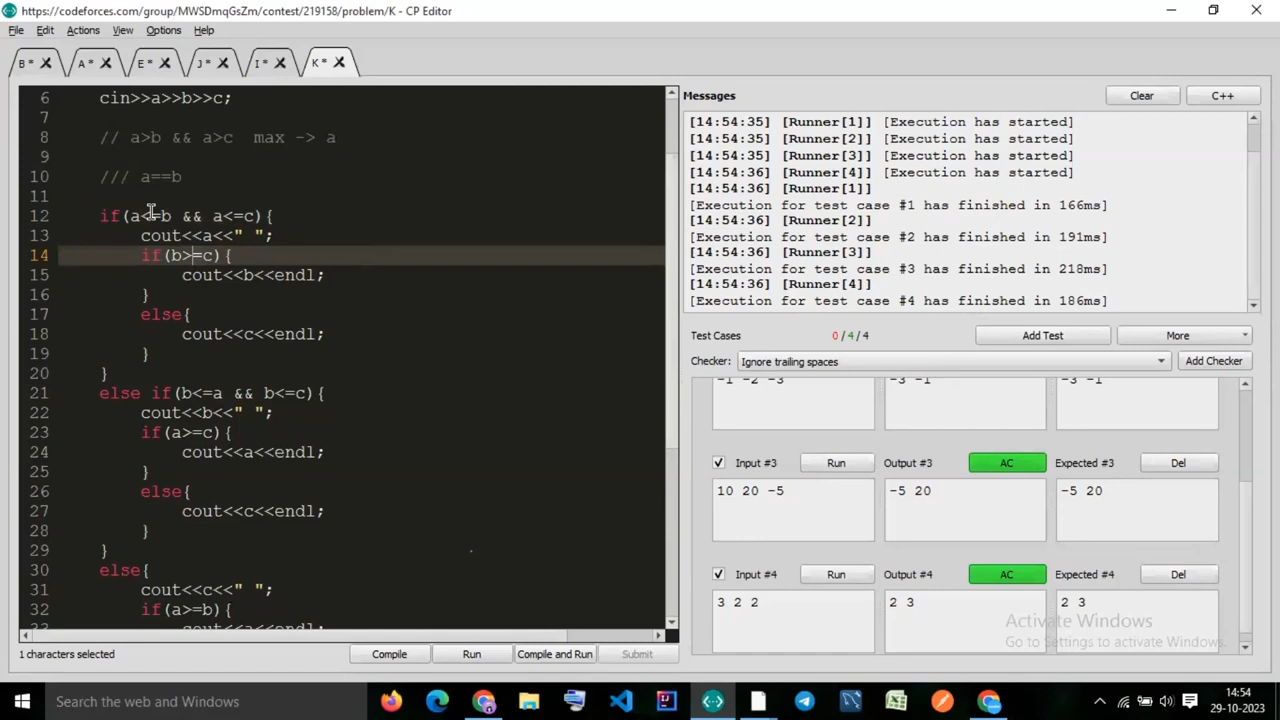 https://codeforces.com/group/MWSDmqGsZm/contest/219158/problem/K - CP Editor
File Edit Actions View Options Help
B * A * E * J * I * K *
6 cin>>a>>b>>c;
7
8 // a>b && a>c max -> a
9
10 /// a==b
11
12 if(a<=b && a<=c){
13 cout<<a<<" ";
14 if(b>=c){
15 cout<<b<<endl;
16 }
17 else{
18 cout<<c<<endl;
19 }
20 }
21 else if(b<=a && b<=c){
22 cout<<b<<" ";
23 if(a>=c){
24 cout<<a<<endl;
25 }
26 else{
27 cout<<c<<endl;
28 }
29 }
30 else{
31 cout<<c<<" ";
32 if(a>=b){
33 cout<<a<<endl;
1 characters selected
Compile Run Compile and Run Submit
Messages Clear C++
[14:54:35] [Runner[1]] [Execution has started]
[14:54:35] [Runner[2]] [Execution has started]
[14:54:35] [Runner[3]] [Execution has started]
[14:54:35] [Runner[4]] [Execution has started]
[14:54:36] [Runner[1]]
[Execution for test case #1 has finished in 166ms]
[14:54:36] [Runner[2]]
[Execution for test case #2 has finished in 191ms]
[14:54:36] [Runner[3]]
[Execution for test case #3 has finished in 218ms]
[14:54:36] [Runner[4]]
[Execution for test case #4 has finished in 186ms]
Test Cases 0 / 4 / 4 Add Test More
Checker: Ignore trailing spaces Add Checker
-1 -2 -3 -3 -1 -3 -1
Input #3 Run Output #3 AC Expected #3 Del
10 20 -5 -5 20 -5 20
Input #4 Run Output #4 AC Expected #4 Del
3 2 2 2 3 2 3
Activate Windows
Go to Settings to activate Windows.
Search the web and Windows
14:54
29-10-2023